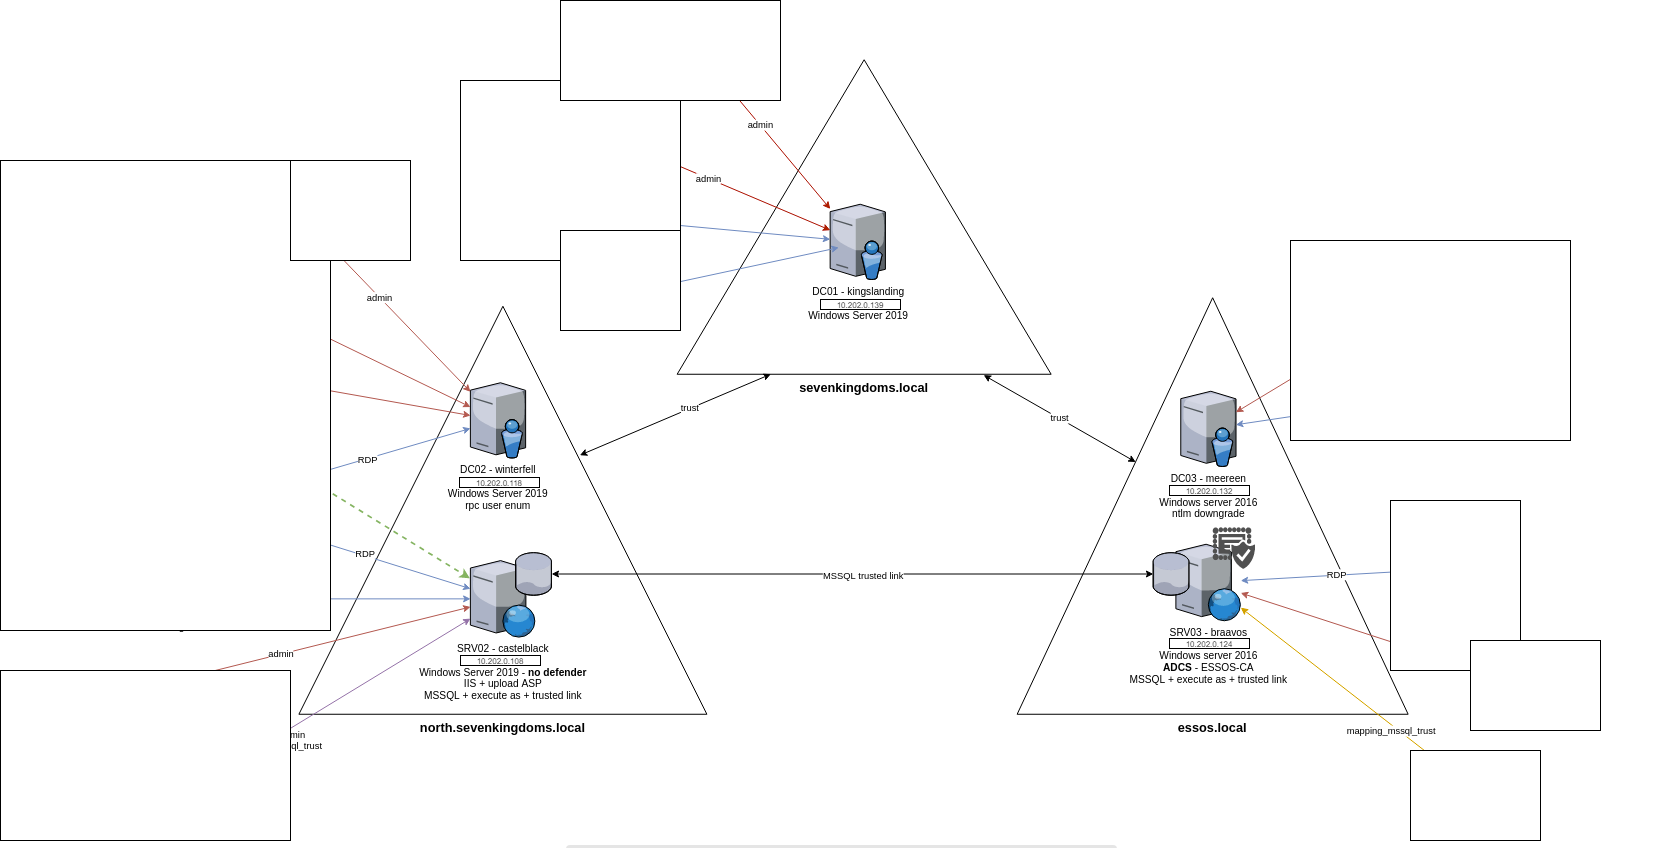 admin
admin
DC01 - kingslanding
10.202.0.139
Windows Server 2019
sevenkingdoms.local
admin
trust
trust
RDP
DC02 - winterfell
10.202.0.118
Windows Server 2019
rpc user enum
DC03 - meereen
10.202.0.132
Windows server 2016
ntlm downgrade
RDP
MSSQL trusted link
RDP
SRV02 - castelblack
10.202.0.108
Windows Server 2019 - no defender
IIS + upload ASP
MSSQL + execute as + trusted link
admin
SRV03 - braavos
10.202.0.124
Windows server 2016
ADCS - ESSOS-CA
MSSQL + execute as + trusted link
north.sevenkingdoms.local
essos.local
min
ql_trust
mapping_mssql_trust